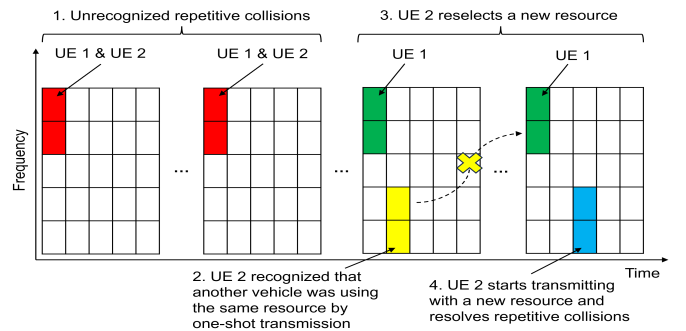 1. Unrecognized repetitive collisions
3. UE 2 reselects a new resource
UE 1 & UE 2
UE 1 & UE 2
UE 1
UE 1
Frequency
...
...
...
Time
2. UE 2 recognized that
another vehicle was using
the same resource by
one-shot transmission
4. UE 2 starts transmitting
with a new resource and
resolves repetitive collisions